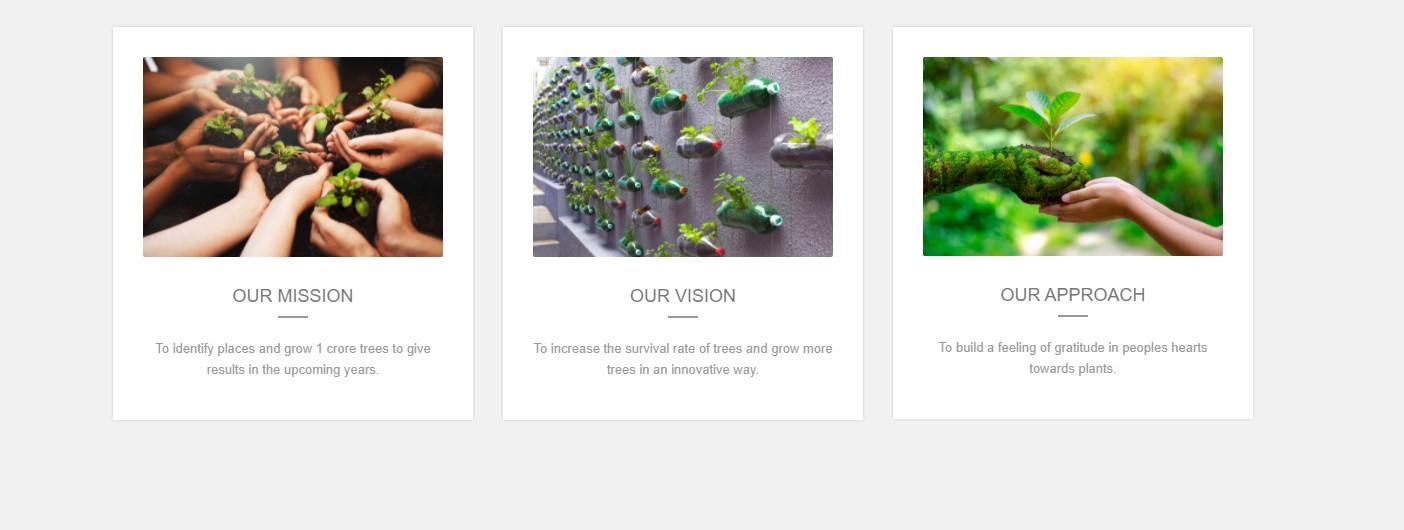 OUR MISSION
To identify places and grow 1 crore trees to give
results in the upcoming years.
OUR VISION
To increase the survival rate of trees and grow more
trees in an innovative way.
OUR APPROACH
To build a feeling of gratitude in peoples hearts
towards plants.